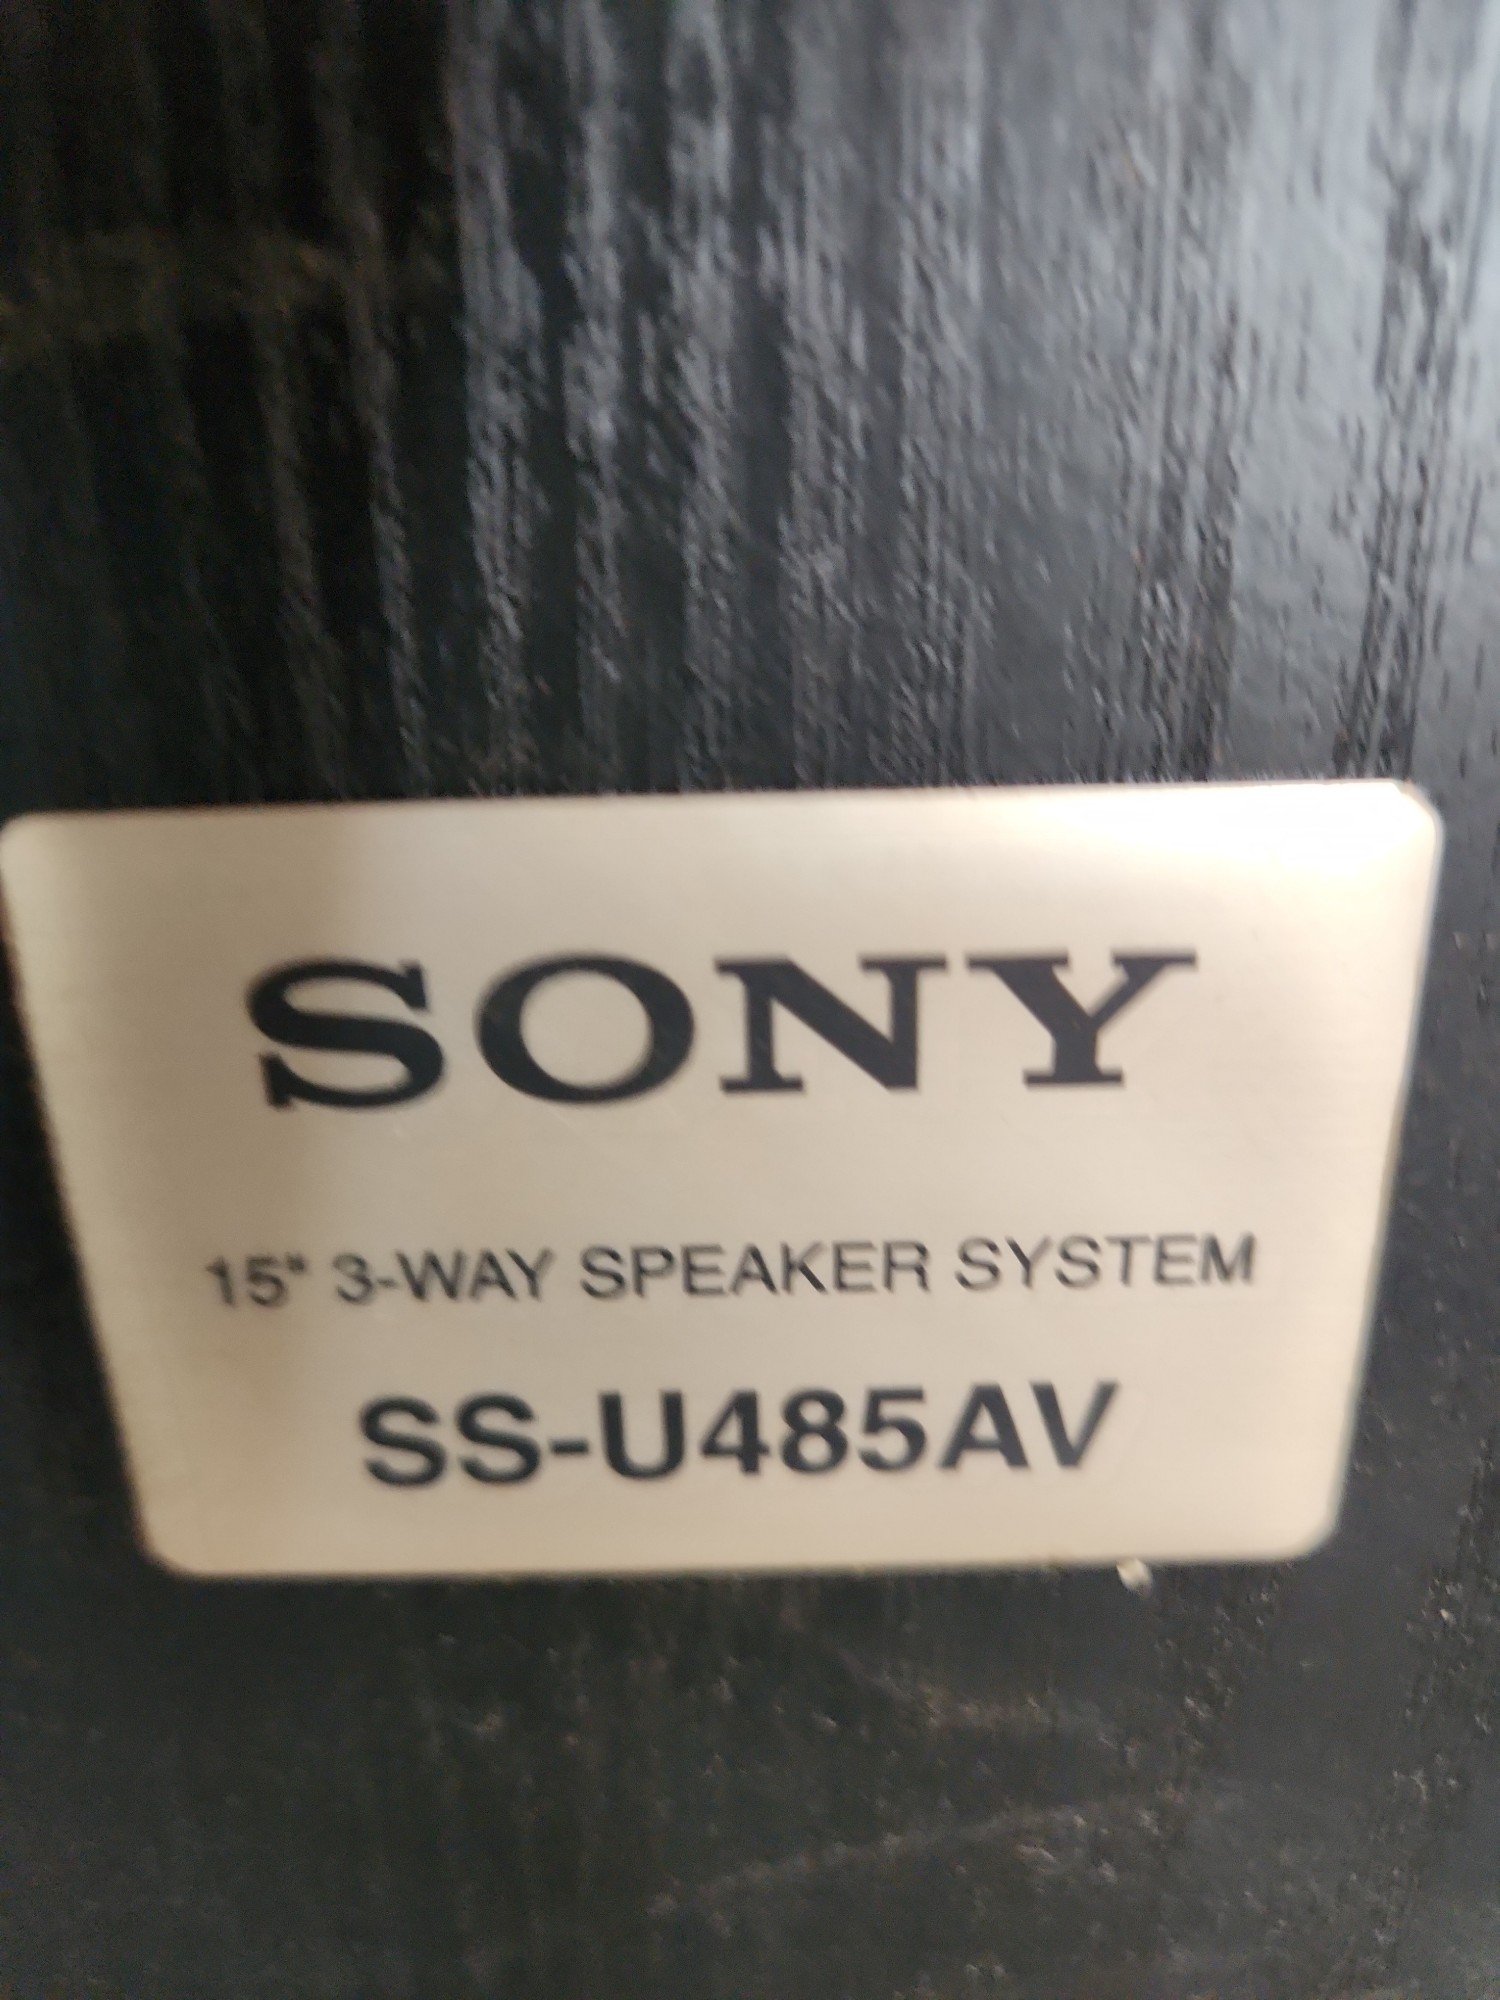 SONY
15" 3-WAY SPEAKER SYSTEM
SS-U485AV